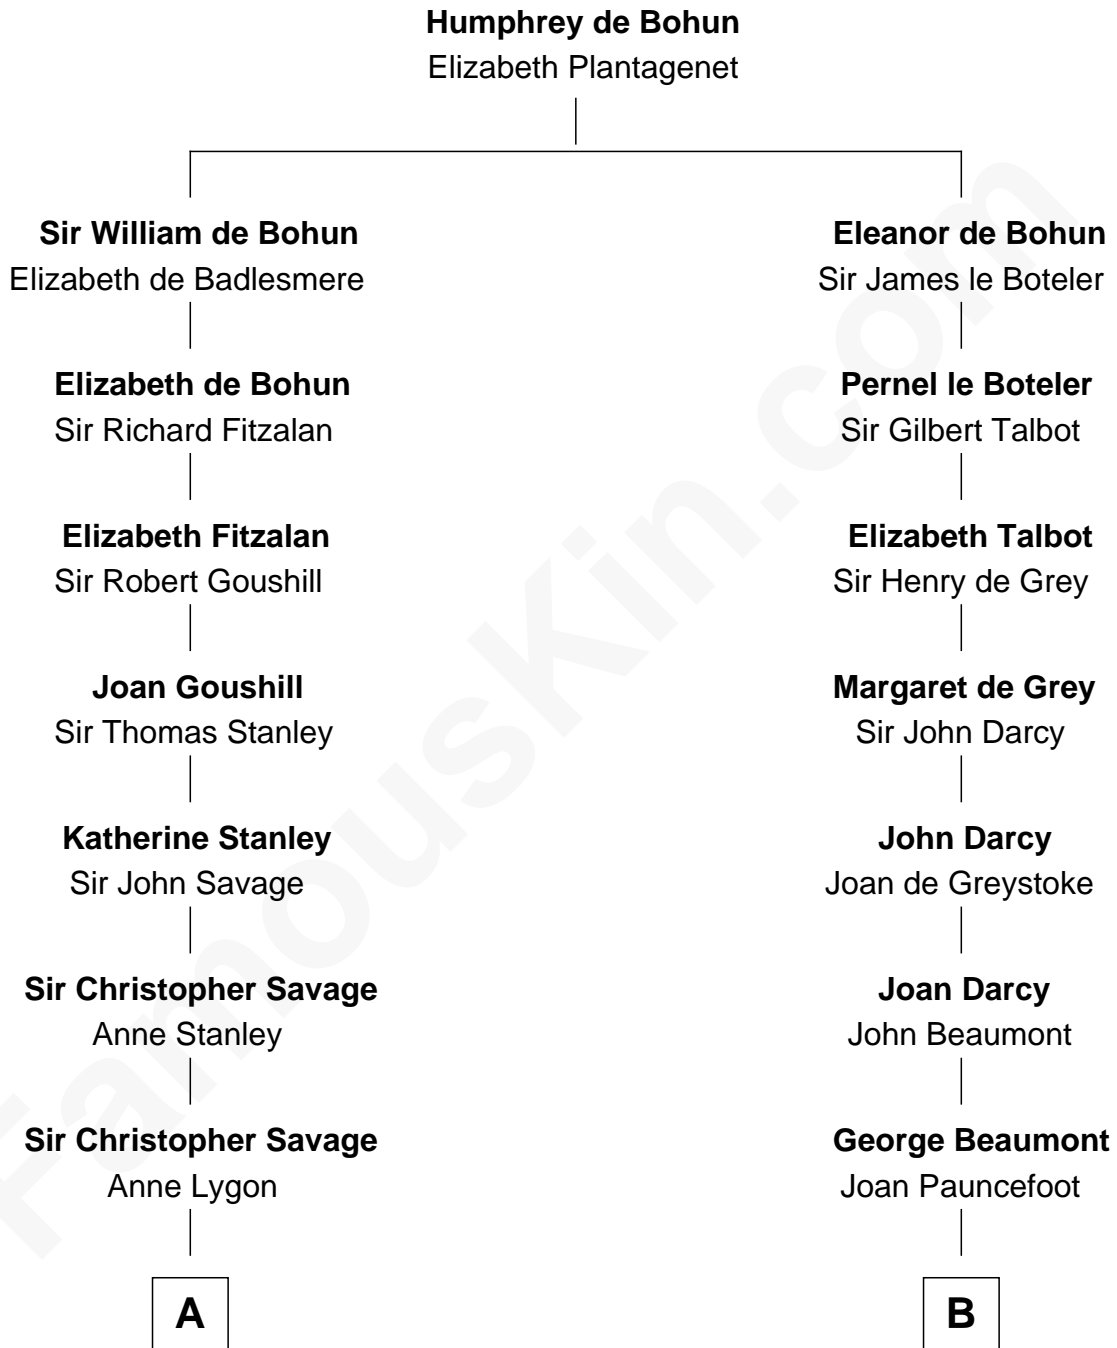 Humphrey de Bohun
Elizabeth Plantagenet
Sir William de Bohun
Elizabeth de Badlesmere
Eleanor de Bohun
Sir James le Boteler
Elizabeth de Bohun
Sir Richard Fitzalan
Pernel le Boteler
Sir Gilbert Talbot
Elizabeth Fitzalan
Sir Robert Goushill
Elizabeth Talbot
Sir Henry de Grey
Joan Goushill
Sir Thomas Stanley
Margaret de Grey
Sir John Darcy
Katherine Stanley
Sir John Savage
John Darcy
Joan de Greystoke
Sir Christopher Savage
Anne Stanley
Joan Darcy
John Beaumont
Sir Christopher Savage
Anne Lygon
George Beaumont
Joan Pauncefoot
A
B
FamousKin.com